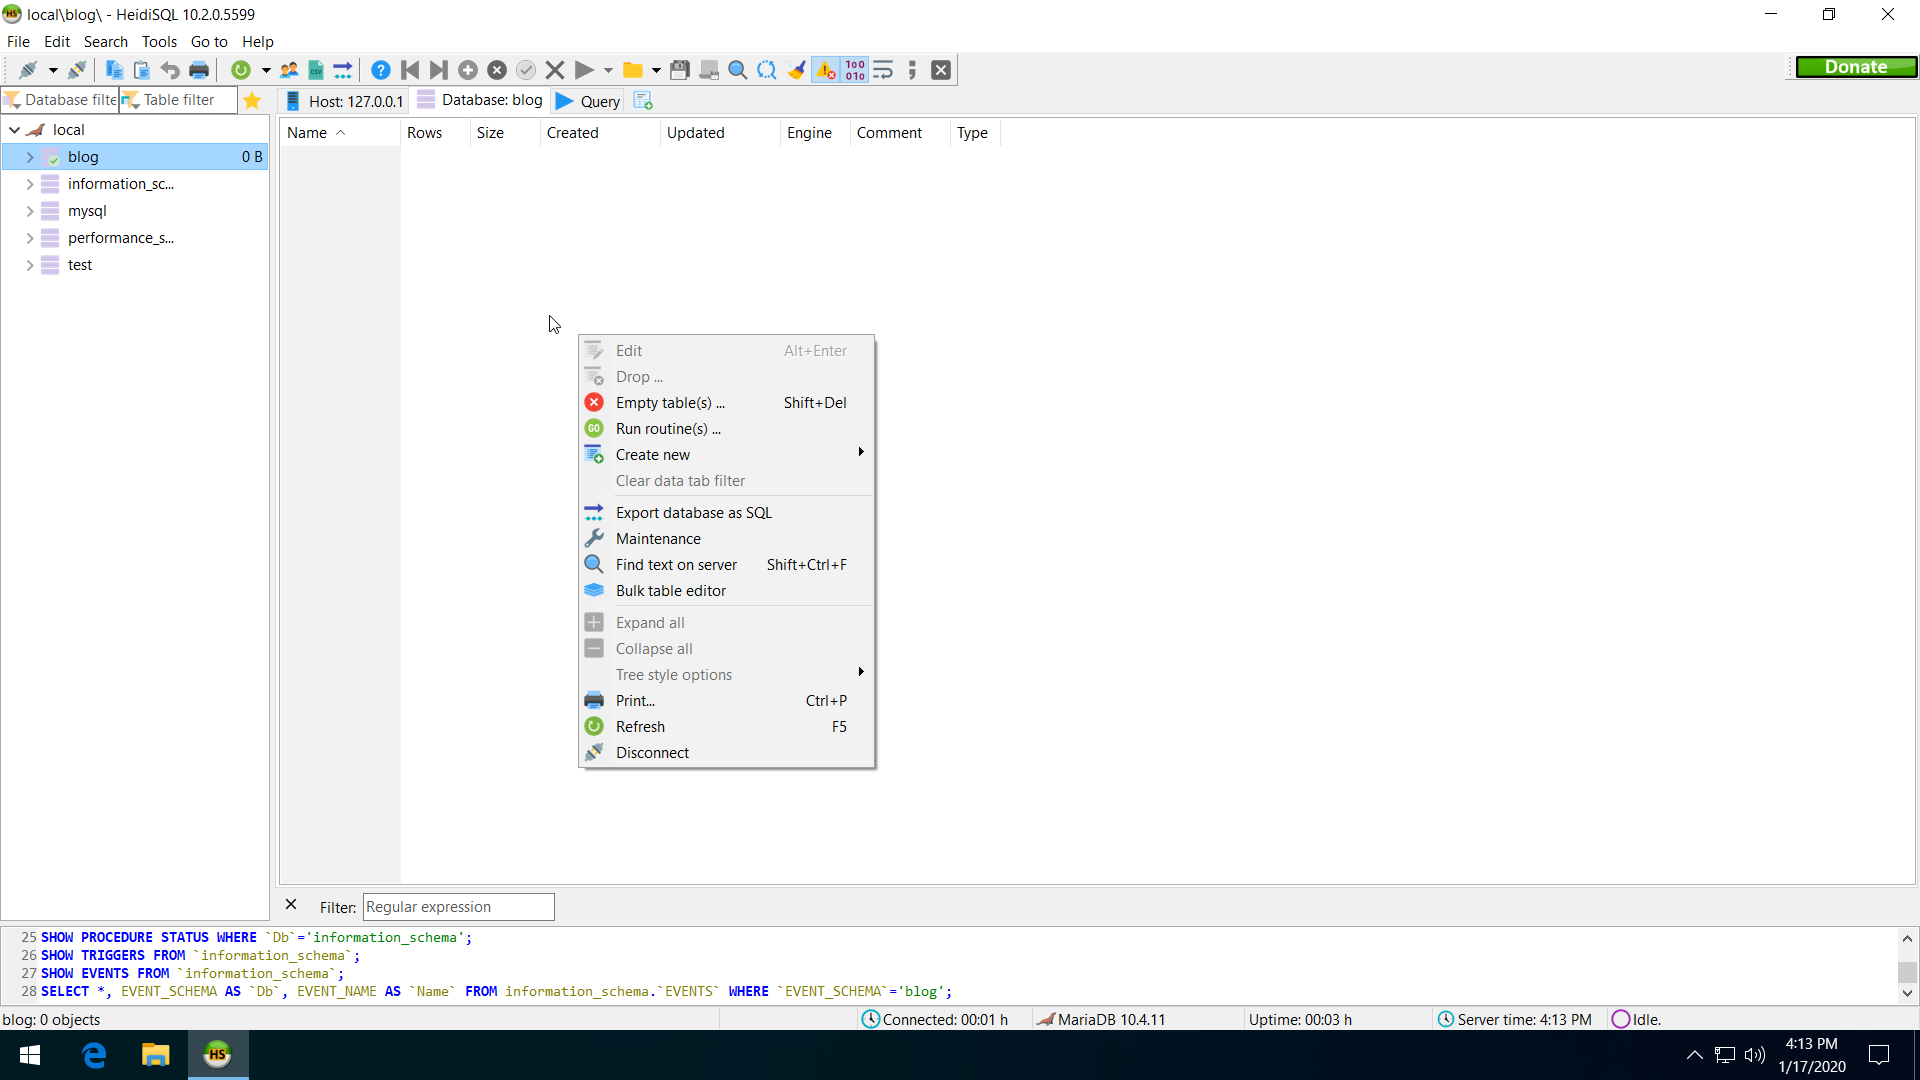 local\blog\ - HeidiSQL 10.2.0.5599
File Edit Search Tools Go to Help
Donate
Database filte Table filter
Host: 127.0.0.1 Database: blog Query
Name Rows Size Created Updated Engine Comment Type
local
blog 0 B
information_sc...
mysql
performance_s...
test
Edit Alt+Enter
Drop ...
Empty table(s) ... Shift+Del
Run routine(s) ...
Create new
Clear data tab filter
Export database as SQL
Maintenance
Find text on server Shift+Ctrl+F
Bulk table editor
Expand all
Collapse all
Tree style options
Print... Ctrl+P
Refresh F5
Disconnect
Filter: Regular expression
25 SHOW PROCEDURE STATUS WHERE `Db`='information_schema';
26 SHOW TRIGGERS FROM `information_schema`;
27 SHOW EVENTS FROM `information_schema`;
28 SELECT *, EVENT_SCHEMA AS `Db`, EVENT_NAME AS `Name` FROM information_schema.`EVENTS` WHERE `EVENT_SCHEMA`='blog';
blog: 0 objects Connected: 00:01 h MariaDB 10.4.11 Uptime: 00:03 h Server time: 4:13 PM Idle.
4:13 PM
1/17/2020